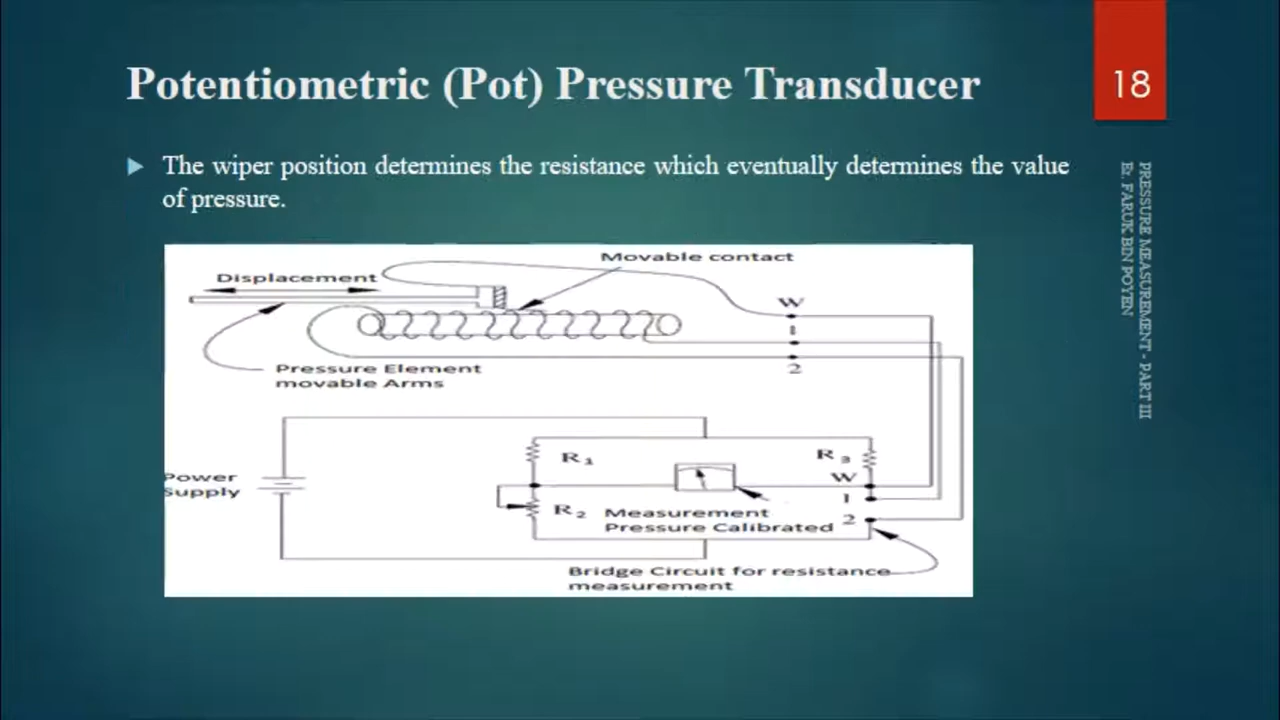 Potentiometric (Pot) Pressure Transducer
18
The wiper position determines the resistance which eventually determines the value
of pressure.
PRESSURE MEASUREMENT - PART III
Er. FARUK BIN POYEN
Movable contact
Displacement
W
1
2
Pressure Element
movable Arms
R1
R3
Power
Supply
W
1
R2
Measurement
Pressure Calibrated
2
Bridge Circuit for resistance
measurement